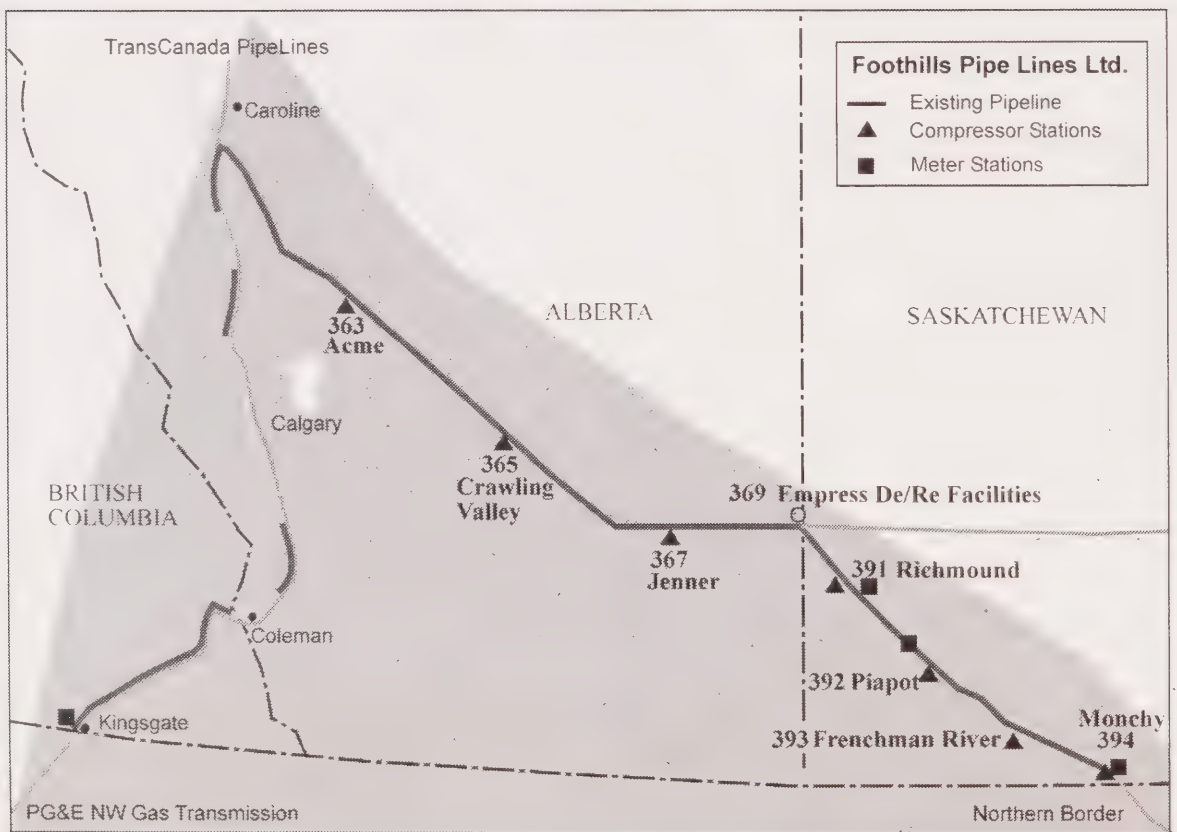 TransCanada PipeLines
Caroline
Foothills Pipe Lines Ltd.
Existing Pipeline
Compressor Stations
Meter Stations
363
Acme
ALBERTA
SASKATCHEWAN
Calgary
365
Crawling
Valley
BRITISH
COLUMBIA
369 Empress De/Re Facilities
367
Jenner
391 Richmound
Coleman
392 Piapot
Kingsgate
393 Frenchman River
Monchy
394
PG&E NW Gas Transmission
Northern Border